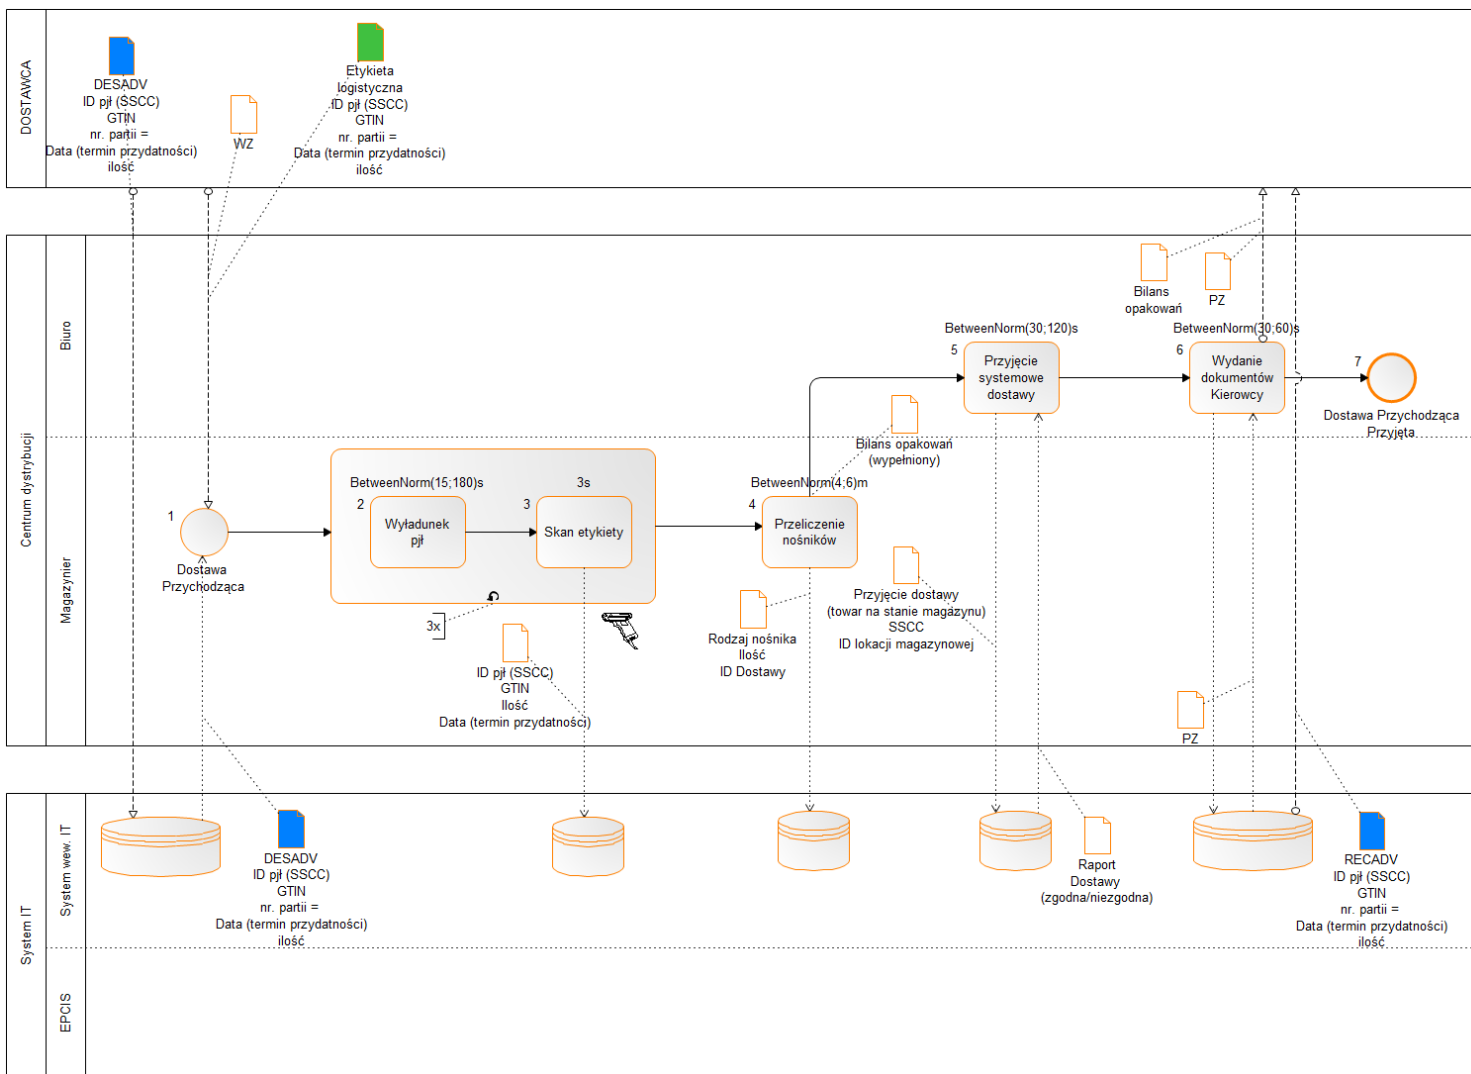 DOSTAWCA
DESADV
ID pjł (SSCC)
GTIN
nr. partii =
Data (termin przydatności)
ilość
WZ
Etykieta
logistyczna
ID pjł (SSCC)
GTIN
nr. partii =
Data (termin przydatności)
ilość
Centrum dystrybucji
Biuro
Bilans
opakowań
PZ
BetweenNorm(30;120)s
5
Przyjęcie
systemowe
dostawy
BetweenNorm(30;60)s
6
Wydanie
dokumentów
Kierowcy
7
Dostawa Przychodząca
Przyjęta
Bilans opakowań
(wypełniony)
Magazynier
1
Dostawa
Przychodząca
BetweenNorm(15;180)s
2
Wyładunek
pjł
3s
3
Skan etykiety
3x
BetweenNorm(4;6)m
4
Przeliczenie
nośników
ID pjł (SSCC)
GTIN
Ilość
Data (termin przydatności)
Rodzaj nośnika
Ilość
ID Dostawy
Przyjęcie dostawy
(towar na stanie magazynu)
SSCC
ID lokacji magazynowej
PZ
System IT
System wew. IT
DESADV
ID pjł (SSCC)
GTIN
nr. partii =
Data (termin przydatności)
ilość
Raport
Dostawy
(zgodna/niezgodna)
RECADV
ID pjł (SSCC)
GTIN
nr. partii =
Data (termin przydatności)
ilość
EPCIS